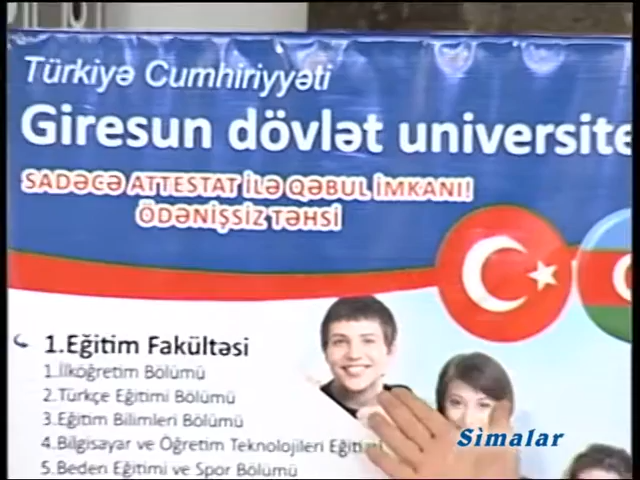 Türkiyə Cumhiriyyəti
Giresun dövlət universite
SADƏCƏ ATTESTAT İLƏ QƏBUL İMKANI!
ÖDƏNİŞSİZ TƏHSİ
1.Eğitim Fakültəsi
1.İlköğretim Bölümü
2.Türkçe Eğitimi Bölümü
3.Eğitim Bilimleri Bölümü
4.Bilgisayar ve Öğretim Teknolojileri Eğitimi
5.Beden Eğitimi ve Spor Bölümü
Simalar